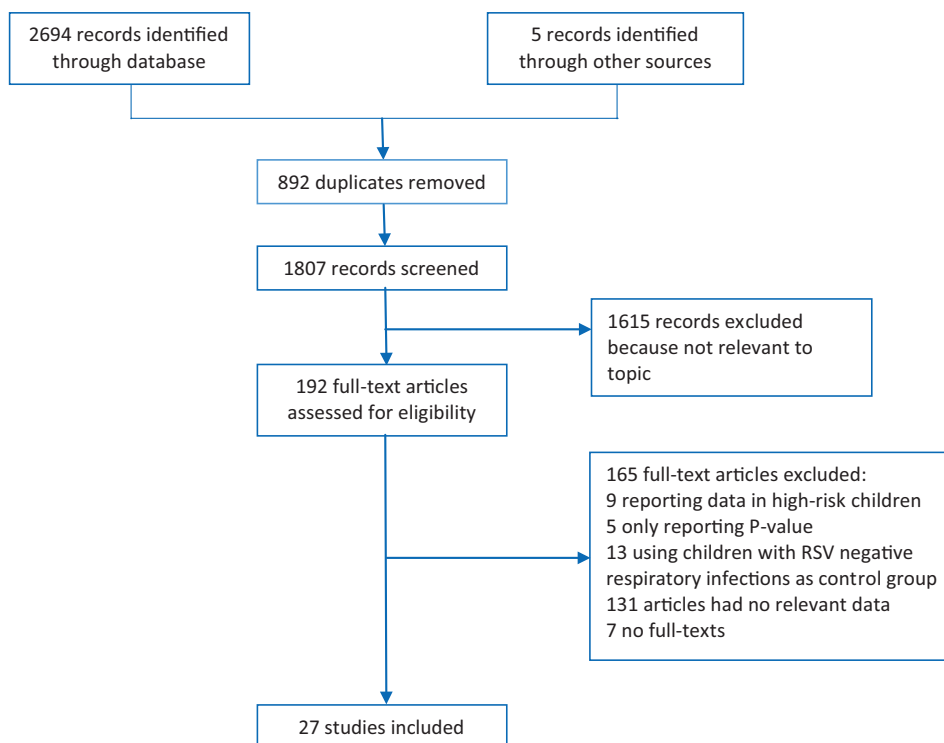 2694 records identified
through database
5 records identified
through other sources
892 duplicates removed
1807 records screened
1615 records excluded
because not relevant to
topic
192 full-text articles
assessed for eligibility
165 full-text articles excluded:
9 reporting data in high-risk children
5 only reporting P-value
13 using children with RSV negative
respiratory infections as control group
131 articles had no relevant data
7 no full-texts
27 studies included